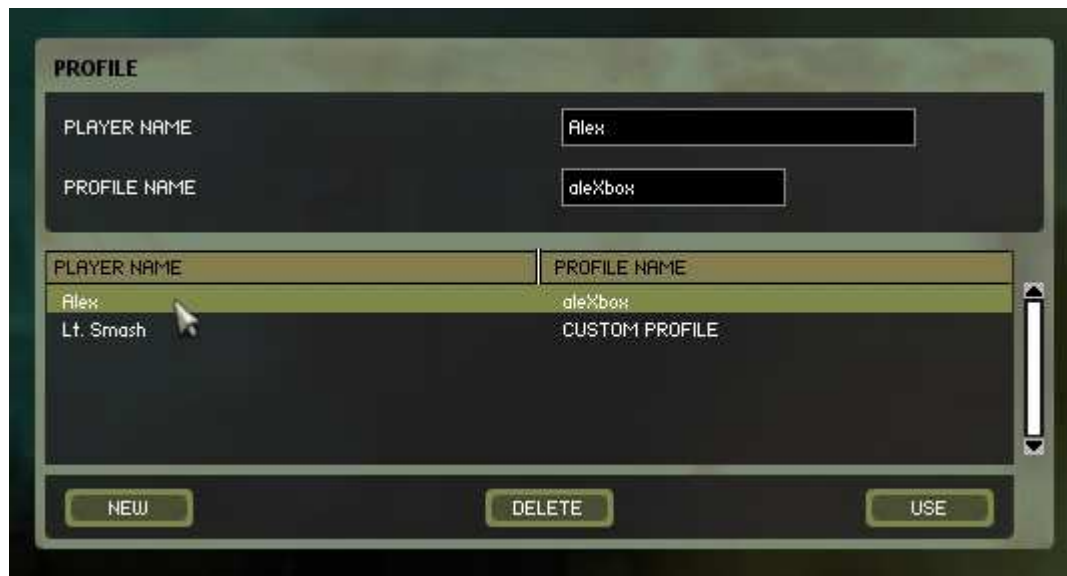 PROFILE
PLAYER NAME Alex
PROFILE NAME aleXbox
PLAYER NAME PROFILE NAME
Alex aleXbox
Lt. Smash CUSTOM PROFILE
NEW DELETE USE